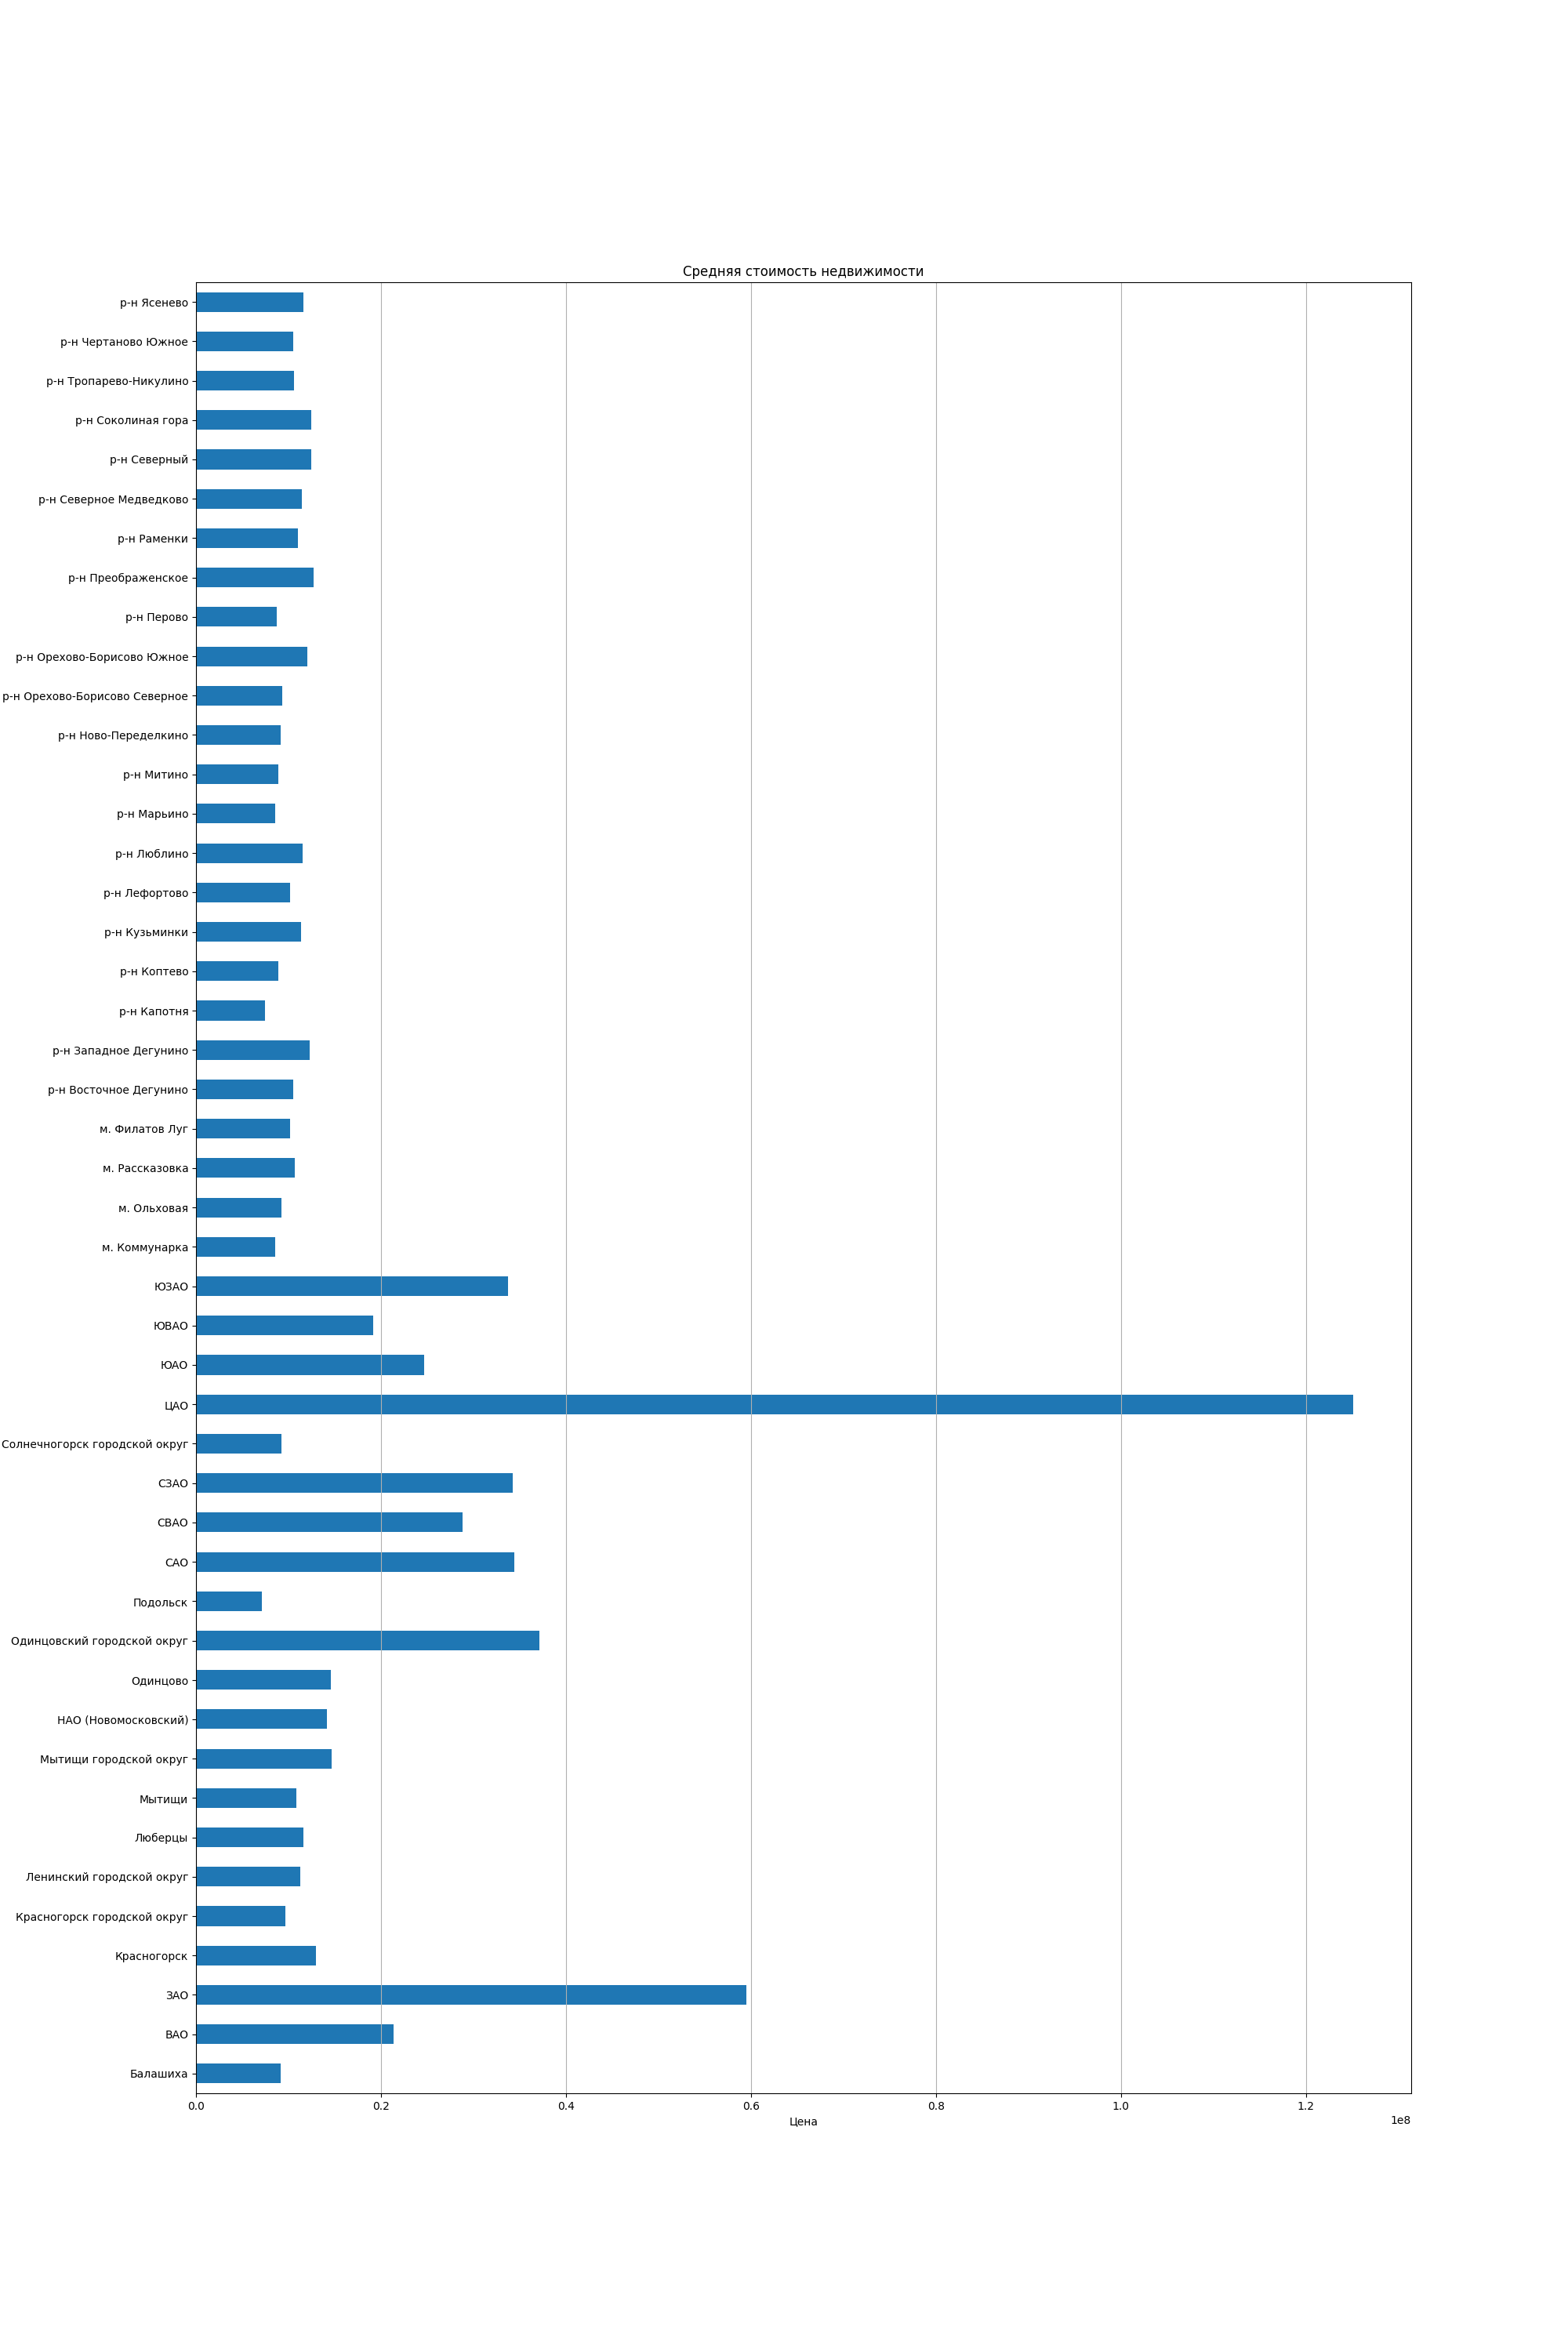 Средняя стоимость недвижимости
р-н Ясенево
р-н Чертаново Южное
р-н Тропарево-Никулино
р-н Соколиная гора
р-н Северный
р-н Северное Медведково
р-н Раменки
р-н Преображенское
р-н Перово
р-н Орехово-Борисово Южное
р-н Орехово-Борисово Северное
р-н Ново-Переделкино
р-н Митино
р-н Марьино
р-н Люблино
р-н Лефортово
р-н Кузьминки
р-н Коптево
р-н Капотня
р-н Западное Дегунино
р-н Восточное Дегунино
м. Филатов Луг
м. Рассказовка
м. Ольховая
м. Коммунарка
ЮЗАО
ЮВАО
ЮАО
ЦАО
Солнечногорск городской округ
СЗАО
СВАО
САО
Подольск
Одинцовский городской округ
Одинцово
НАО (Новомосковский)
Мытищи городской округ
Мытищи
Люберцы
Ленинский городской округ
Красногорск городской округ
Красногорск
ЗАО
ВАО
Балашиха
0.0 0.2 0.4 0.6 0.8 1.0 1.2
Цена
1e8